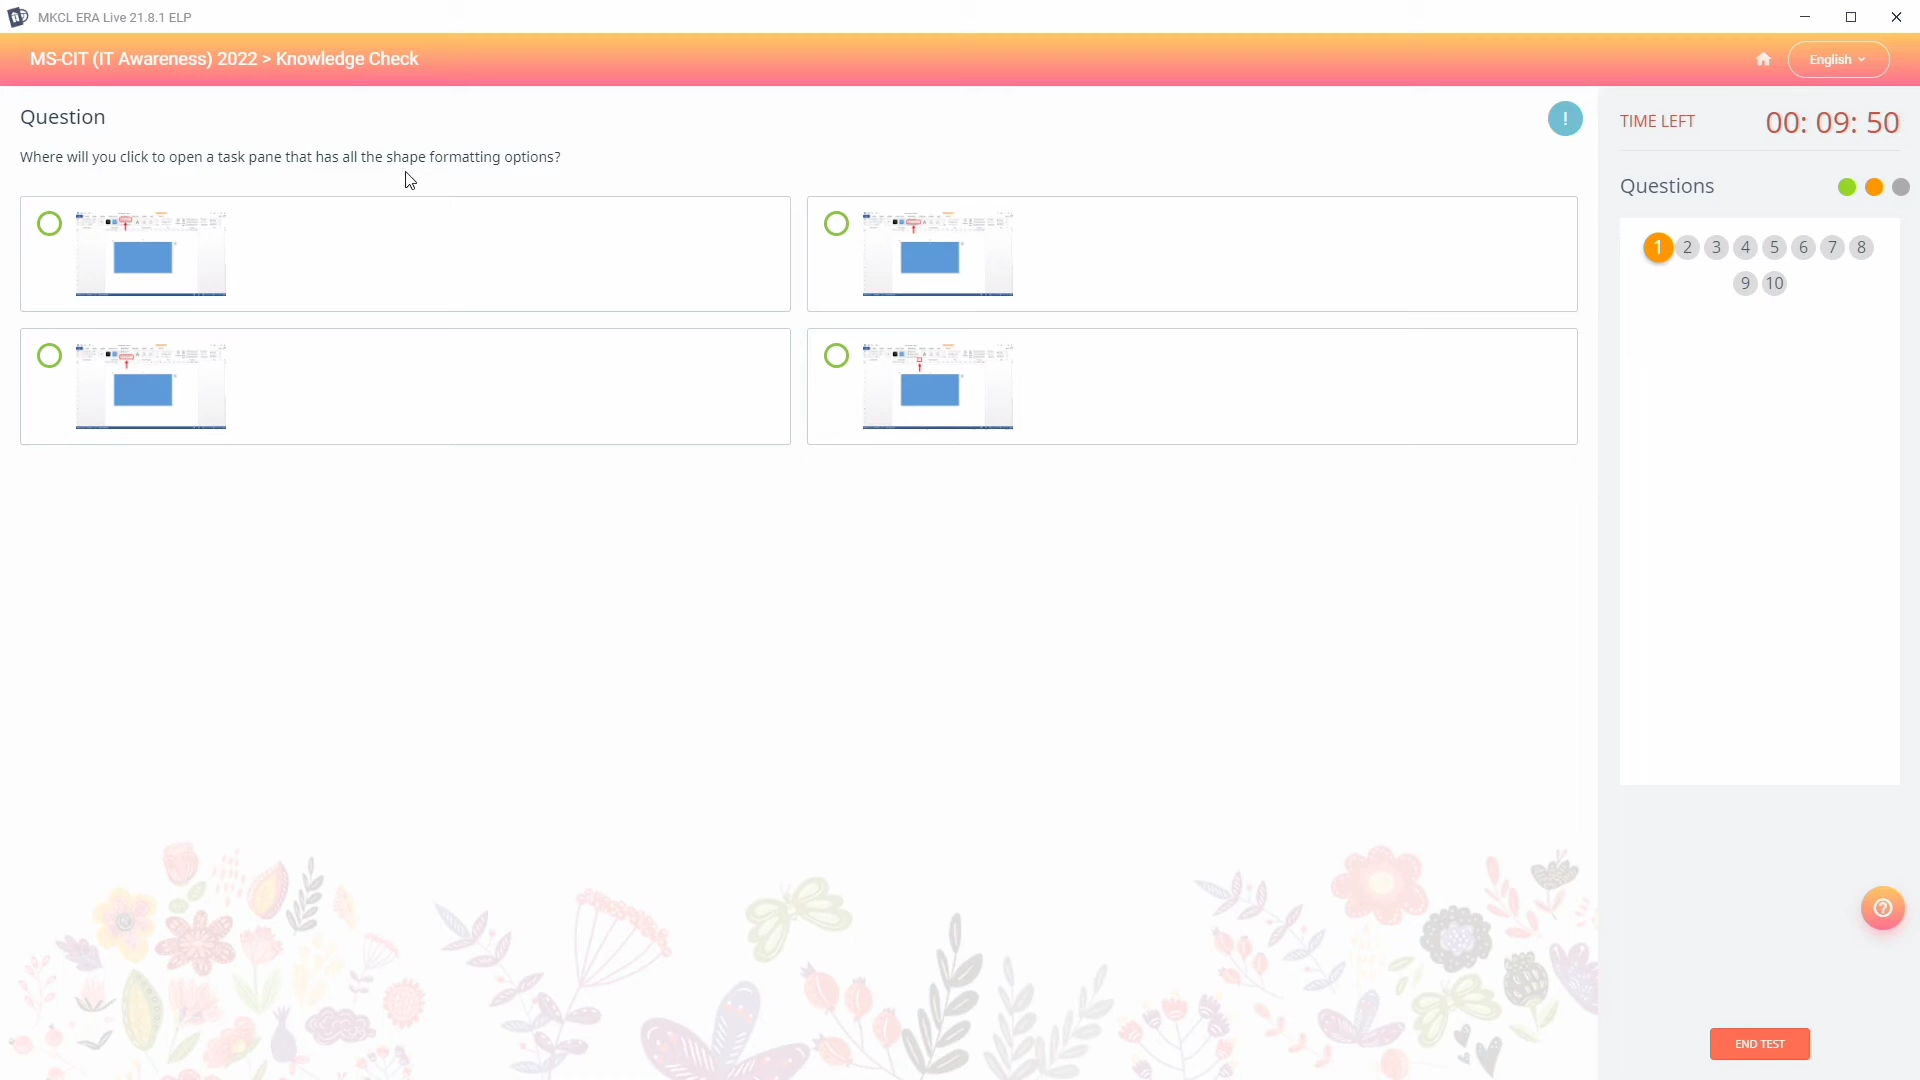 MKCL ERA Live 21.8.1 ELP
MS-CIT (IT Awareness) 2022 > Knowledge Check
English
Question
!
Where will you click to open a task pane that has all the shape formatting options?
TIME LEFT
00: 09: 50
Questions
1 2 3 4 5 6 7 8
9 10
?
END TEST